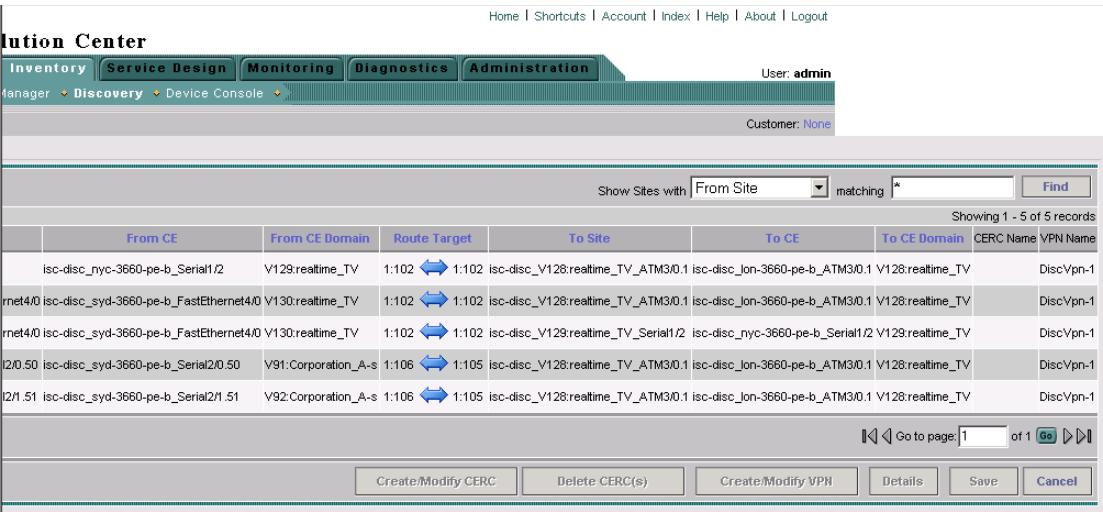 Home | Shortcuts | Account | Index | Help | About | Logout
lution Center
Inventory Service Design Monitoring Diagnostics Administration User: admin
Manager Discovery Device Console
Customer: None
Show Sites with From Site matching * Find
Showing 1 - 5 of 5 records
From CE From CE Domain Route Target To Site To CE To CE Domain CERC Name VPN Name
isc-disc_nyc-3660-pe-b_Serial1/2 V129:realtime_TV 1:102 1:102 isc-disc_V128:realtime_TV_ATM3/0.1 isc-disc_lon-3660-pe-b_ATM3/0.1 V128:realtime_TV DiscVpn-1
rnet4/0 isc-disc_syd-3660-pe-b_FastEthernet4/0 V130:realtime_TV 1:102 1:102 isc-disc_V128:realtime_TV_ATM3/0.1 isc-disc_lon-3660-pe-b_ATM3/0.1 V128:realtime_TV DiscVpn-1
rnet4/0 isc-disc_syd-3660-pe-b_FastEthernet4/0 V130:realtime_TV 1:102 1:102 isc-disc_V129:realtime_TV_Serial1/2 isc-disc_nyc-3660-pe-b_Serial1/2 V129:realtime_TV DiscVpn-1
l2/0.50 isc-disc_syd-3660-pe-b_Serial2/0.50 V91:Corporation_A-s 1:106 1:105 isc-disc_V128:realtime_TV_ATM3/0.1 isc-disc_lon-3660-pe-b_ATM3/0.1 V128:realtime_TV DiscVpn-1
l2/1.51 isc-disc_syd-3660-pe-b_Serial2/1.51 V92:Corporation_A-s 1:106 1:105 isc-disc_V128:realtime_TV_ATM3/0.1 isc-disc_lon-3660-pe-b_ATM3/0.1 V128:realtime_TV DiscVpn-1
Go to page: 1 of 1 Go
Create/Modify CERC Delete CERC(s) Create/Modify VPN Details Save Cancel